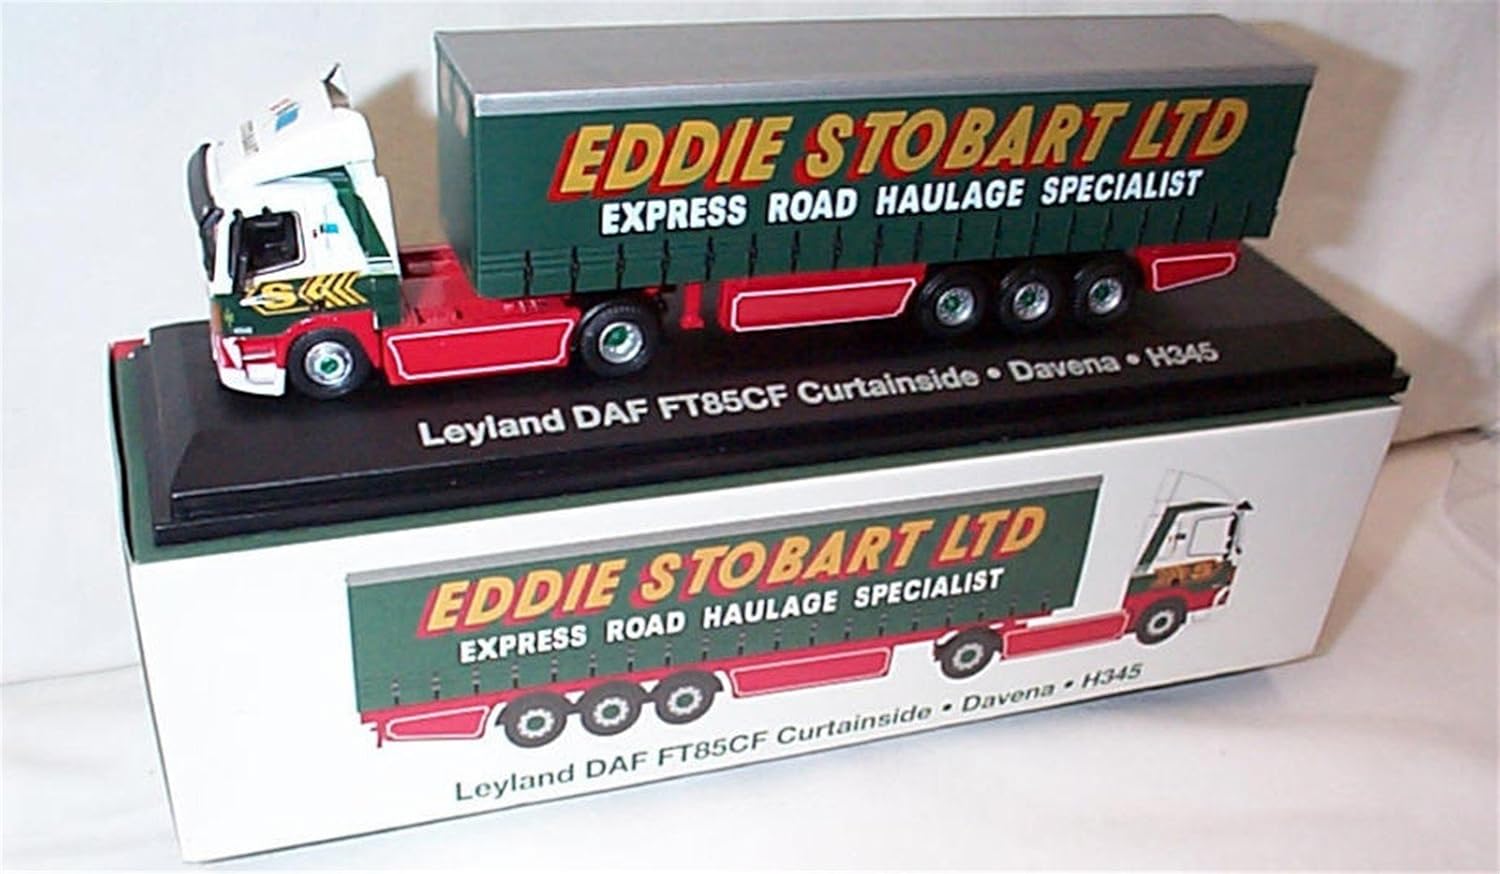 EDDIE STOBART LTD
EXPRESS ROAD HAULAGE SPECIALIST
S
Leyland DAF FT85CF Curtainside • Davena • H345
EDDIE STOBART LTD
EXPRESS ROAD HAULAGE SPECIALIST
Leyland DAF FT85CF Curtainside • Davena • H345